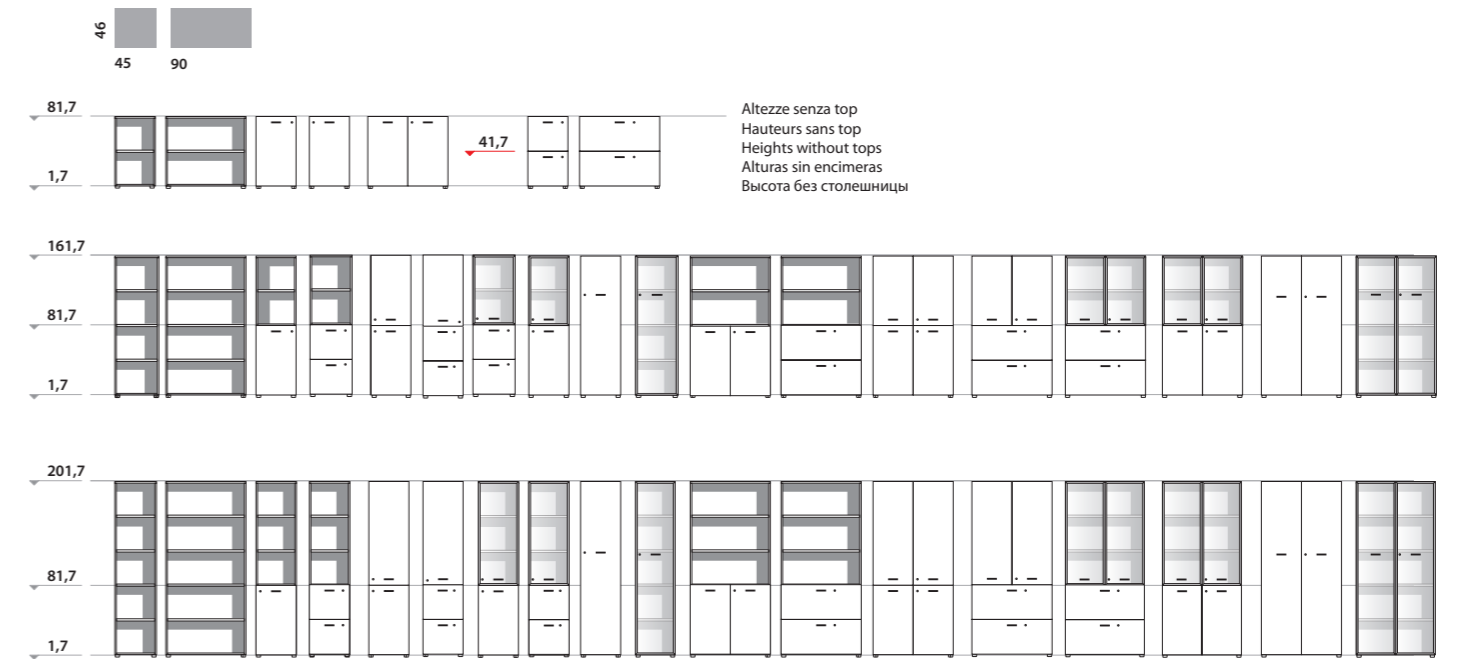 46
45 90
81,7
41,7
1,7
Altezze senza top
Hauteurs sans top
Heights without tops
Alturas sin encimeras
Высота без столешницы
161,7
81,7
1,7
201,7
81,7
1,7